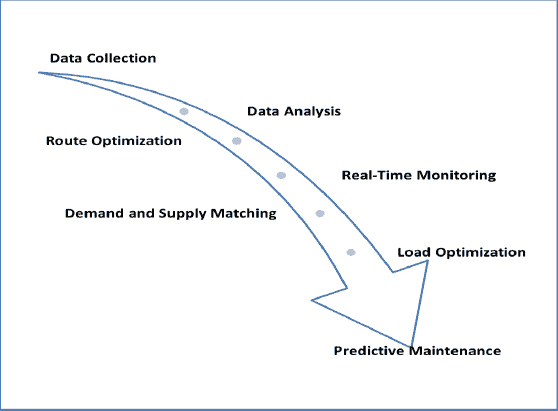 Data Collection
Data Analysis
Route Optimization
Real-Time Monitoring
Demand and Supply Matching
Load Optimization
Predictive Maintenance